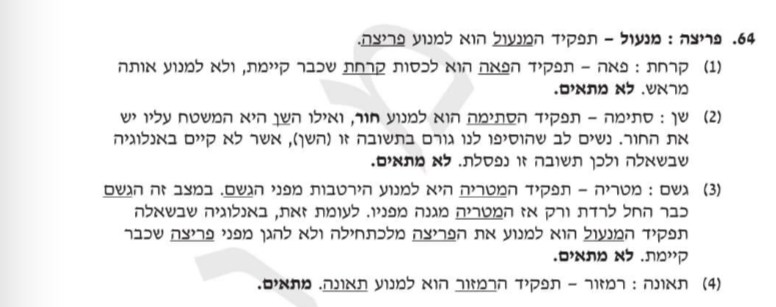 64. פריצה : מנעול – תפקיד המנעול הוא למנוע פריצה.
(1) קרחת : פאה – תפקיד הפאה הוא לכסות קרחת שכבר קיימת, ולא למנוע אותה
מראש. לא מתאים.
(2) שן : סתימה – תפקיד הסתימה הוא למנוע חור, ואילו השן היא המשטח עליו יש
את החור. נשים לב שהוסיפו לנו גורם בתשובה זו (השן), אשר לא קיים באנלוגיה
שבשאלה ולכן תשובה זו נפסלת. לא מתאים.
(3) גשם : מטריה – תפקיד המטריה היא למנוע הירטבות מפני הגשם. במצב זה הגשם
כבר החל לרדת ורק אז המטריה מגנה מפניו. לעומת זאת, באנלוגיה שבשאלה
תפקיד המנעול הוא למנוע את הפריצה מלכתחילה ולא להגן מפני פריצה שכבר
קיימת. לא מתאים.
(4) תאונה : רמזור – תפקיד הרמזור הוא למנוע תאונה. מתאים.